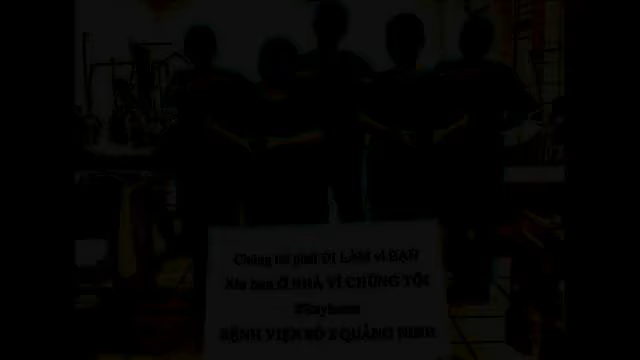 Chúng tôi phải ĐI LÀM vì BẠN
Xin bạn Ở NHÀ VÌ CHÚNG TÔI
#Stayhome
BỆNH VIỆN SỐ 2 QUẢNG NINH